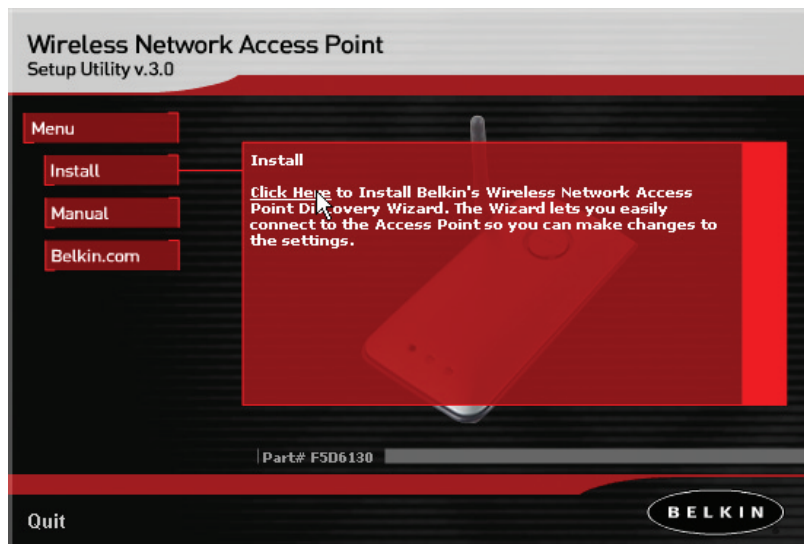 Wireless Network Access Point
Setup Utility v.3.0
Menu
Install
Manual
Belkin.com
Install
Click Here to Install Belkin's Wireless Network Access
Point Discovery Wizard. The Wizard lets you easily
connect to the Access Point so you can make changes to
the settings.
Part# F5D6130
Quit
BELKIN